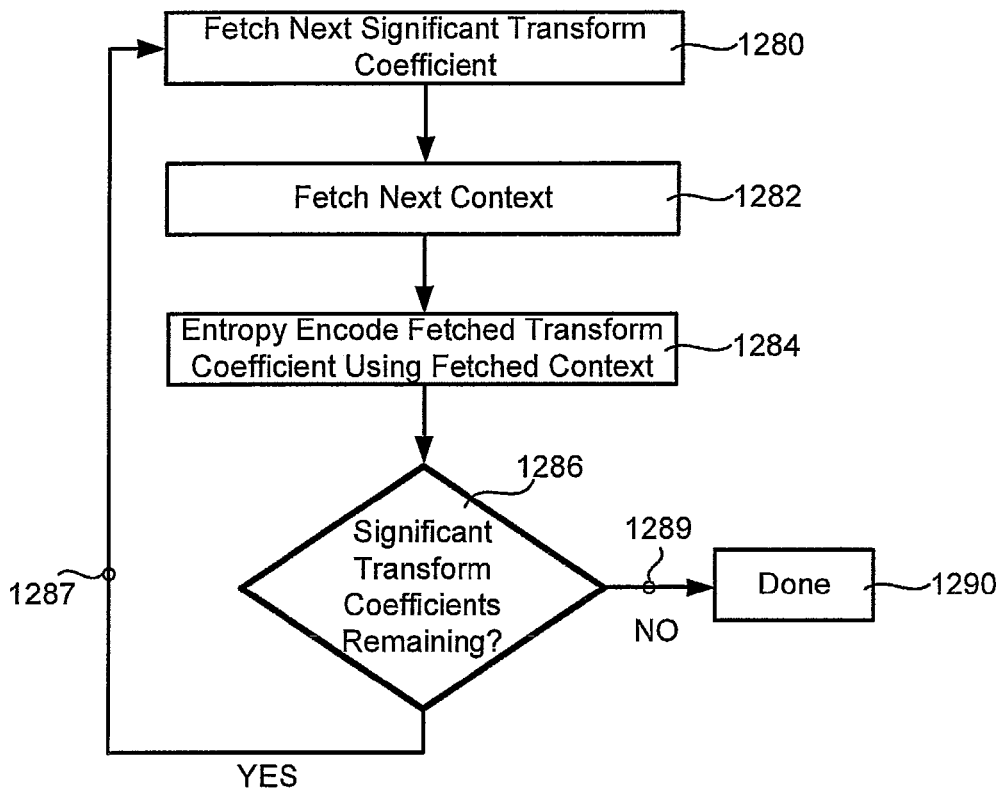 Fetch Next Significant Transform
Coefficient
1280
Fetch Next Context
1282
Entropy Encode Fetched Transform
Coefficient Using Fetched Context
1284
1286
Significant
Transform
Coefficients
Remaining?
1289
NO
Done
1290
1287
YES